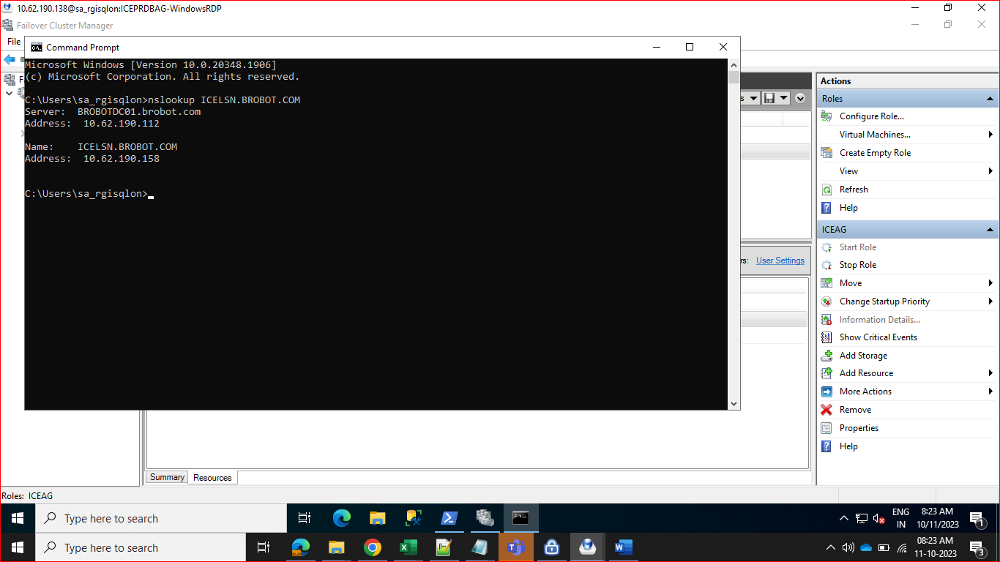 10.62.190.138@sa_rgisqlon:ICEPRDBAG-WindowsRDP
Failover Cluster Manager
File
Command Prompt
Microsoft Windows [Version 10.0.20348.1906]
(c) Microsoft Corporation. All rights reserved.
C:\Users\sa_rgisqlon>nslookup ICELSN.BROBOT.COM
Server:  BROBOTDC01.brobot.com
Address:  10.62.190.112
Name:    ICELSN.BROBOT.COM
Address:  10.62.190.158
C:\Users\sa_rgisqlon>
User Settings
Summary
Resources
Actions
Roles
Configure Role...
Virtual Machines...
Create Empty Role
View
Refresh
Help
ICEAG
Start Role
Stop Role
Move
Change Startup Priority
Information Details...
Show Critical Events
Add Storage
Add Resource
More Actions
Remove
Properties
Help
Roles:  ICEAG
Type here to search
ENG
IN
8:23 AM
10/11/2023
1
Type here to search
08:23 AM
11-10-2023
3